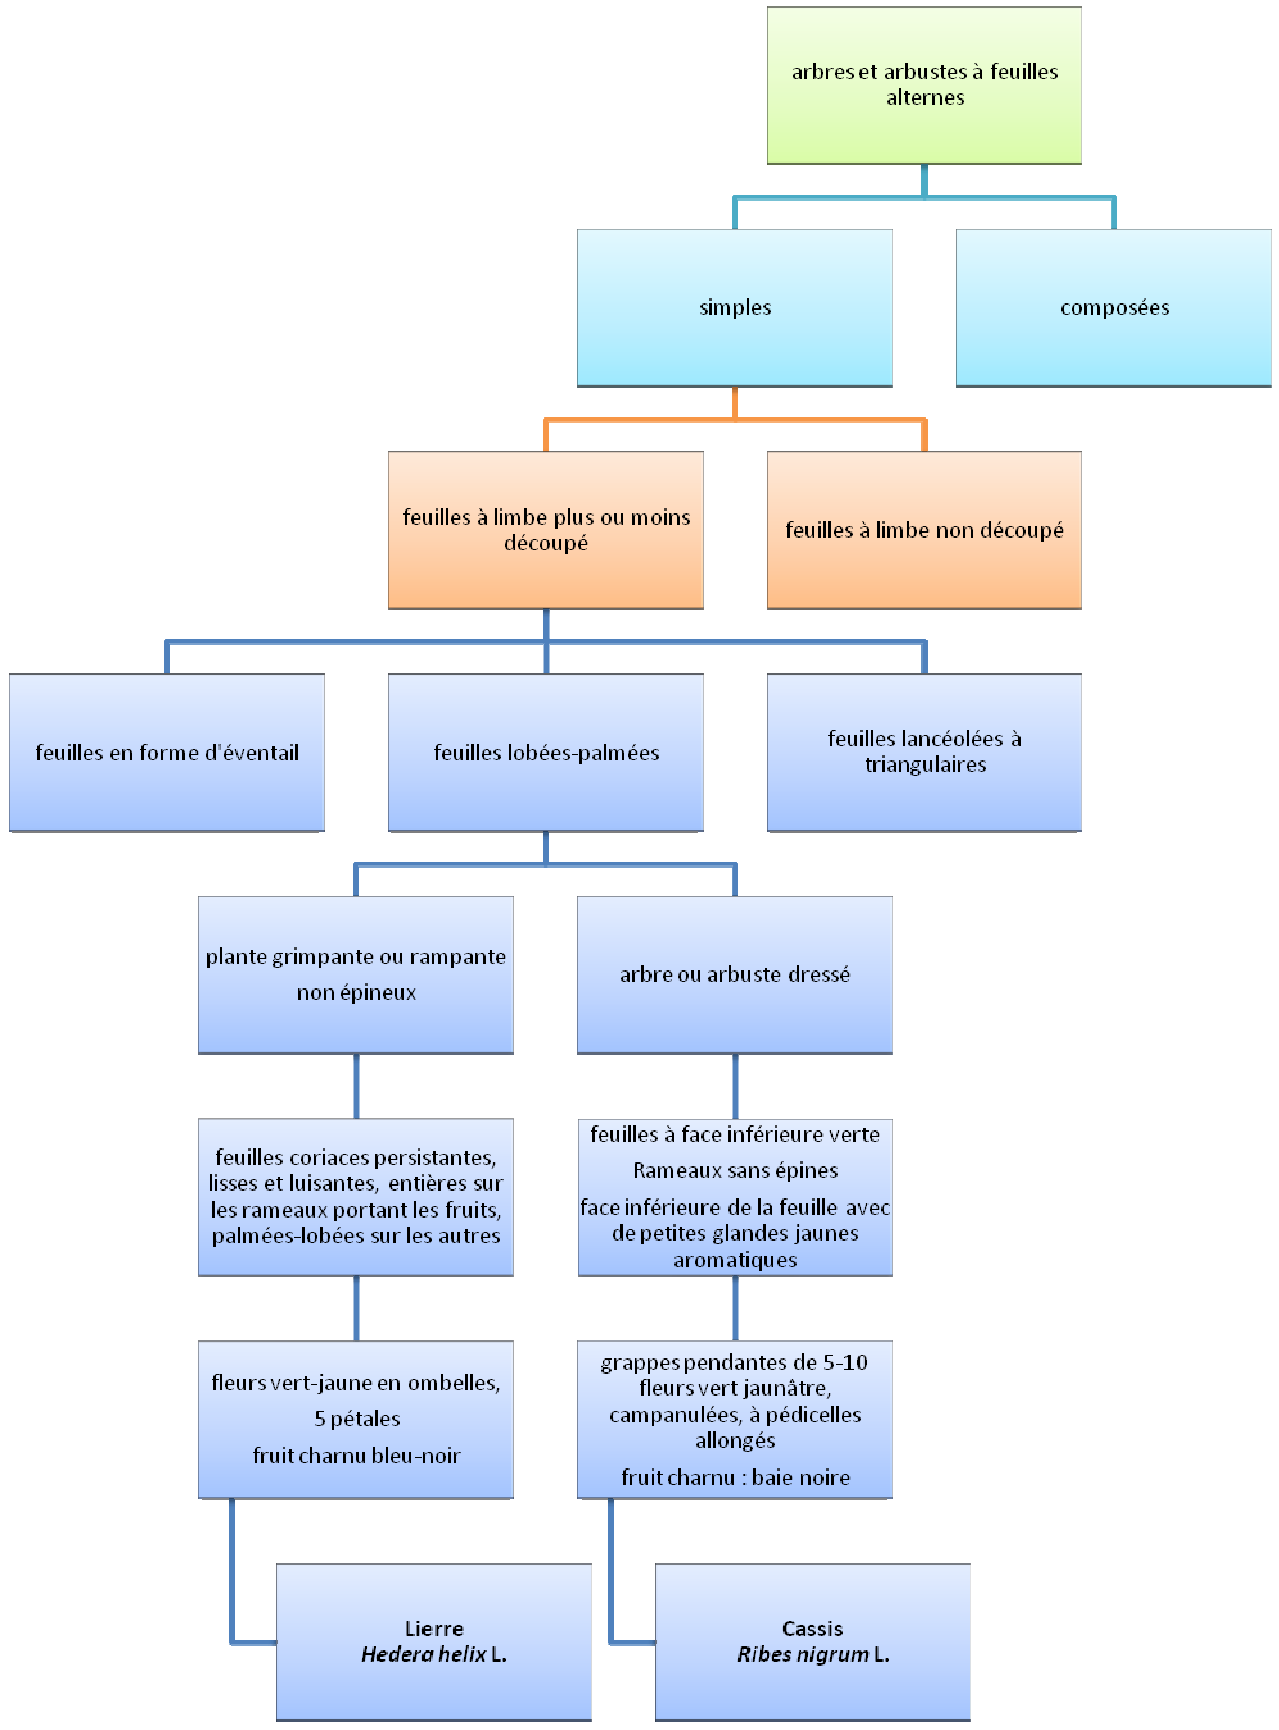 arbres et arbustes à feuilles
alternes
simples
composées
feuilles à limbe plus ou moins
découpé
feuilles à limbe non découpé
feuilles en forme d'éventail
feuilles lobées-palmées
feuilles lancéolées à
triangulaires
plante grimpante ou rampante
non épineux
arbre ou arbuste dressé
feuilles coriaces persistantes,
lisses et luisantes, entières sur
les rameaux portant les fruits,
palmées-lobées sur les autres
feuilles à face inférieure verte
Rameaux sans épines
face inférieure de la feuille avec
de petites glandes jaunes
aromatiques
fleurs vert-jaune en ombelles,
5 pétales
fruit charnu bleu-noir
grappes pendantes de 5-10
fleurs vert jaunâtre,
campanulées, à pédicelles
allongés
fruit charnu : baie noire
Lierre
Hedera helix L.
Cassis
Ribes nigrum L.